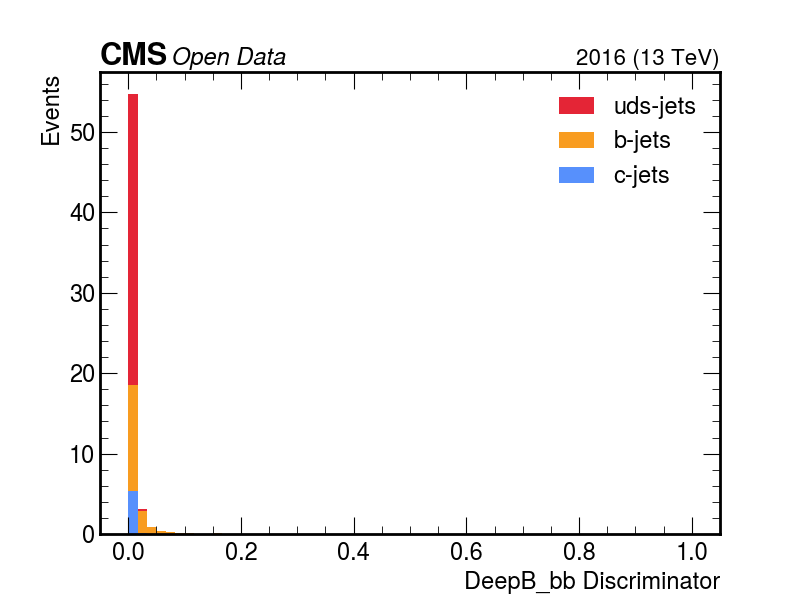 CMS Open Data 2016 (13 TeV)
Events
uds-jets
b-jets
c-jets
50
40
30
20
10
0
0.0 0.2 0.4 0.6 0.8 1.0
DeepB_bb Discriminator